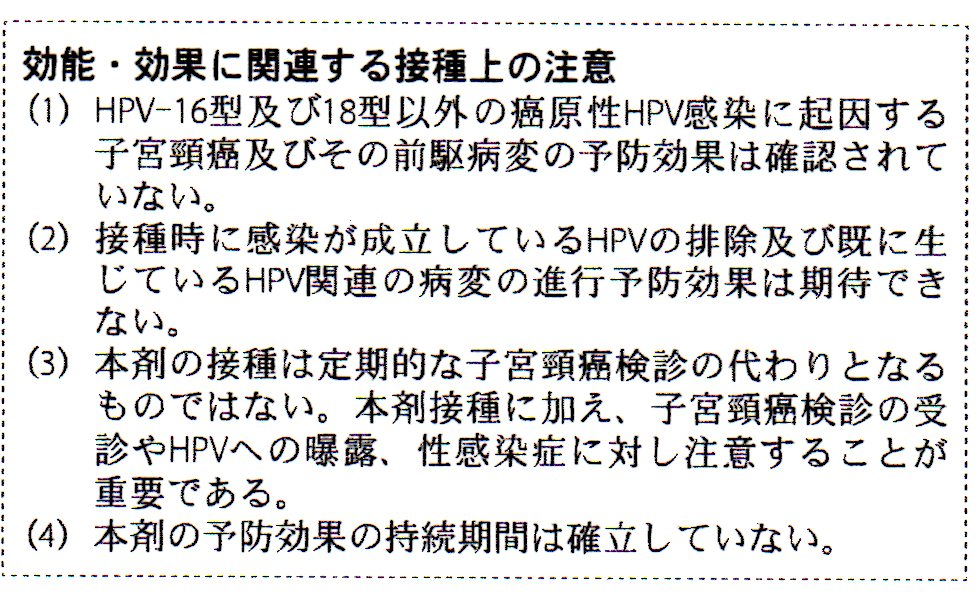 効能・効果に関連する接種上の注意
(1) HPV-16型及び18型以外の癌原性HPV感染に起因する
子宮頸癌及びその前駆病変の予防効果は確認されて
いない。
(2) 接種時に感染が成立しているHPVの排除及び既に生
じているHPV関連の病変の進行予防効果は期待でき
ない。
(3) 本剤の接種は定期的な子宮頸癌検診の代わりとなる
ものではない。本剤接種に加え、子宮頸癌検診の受
診やHPVへの曝露、性感染症に対し注意することが
重要である。
(4) 本剤の予防効果の持続期間は確立していない。